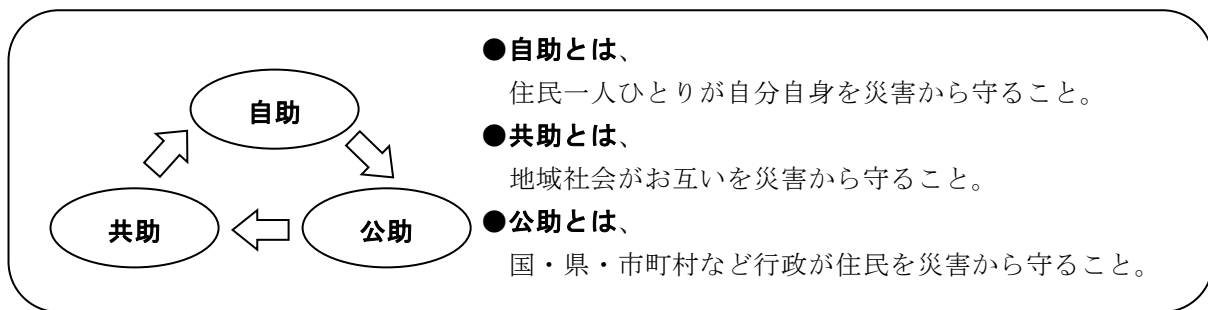 自助
共助
公助
●自助とは、
住民一人ひとりが自分自身を災害から守ること。
●共助とは、
地域社会がお互いを災害から守ること。
●公助とは、
国・県・市町村など行政が住民を災害から守ること。